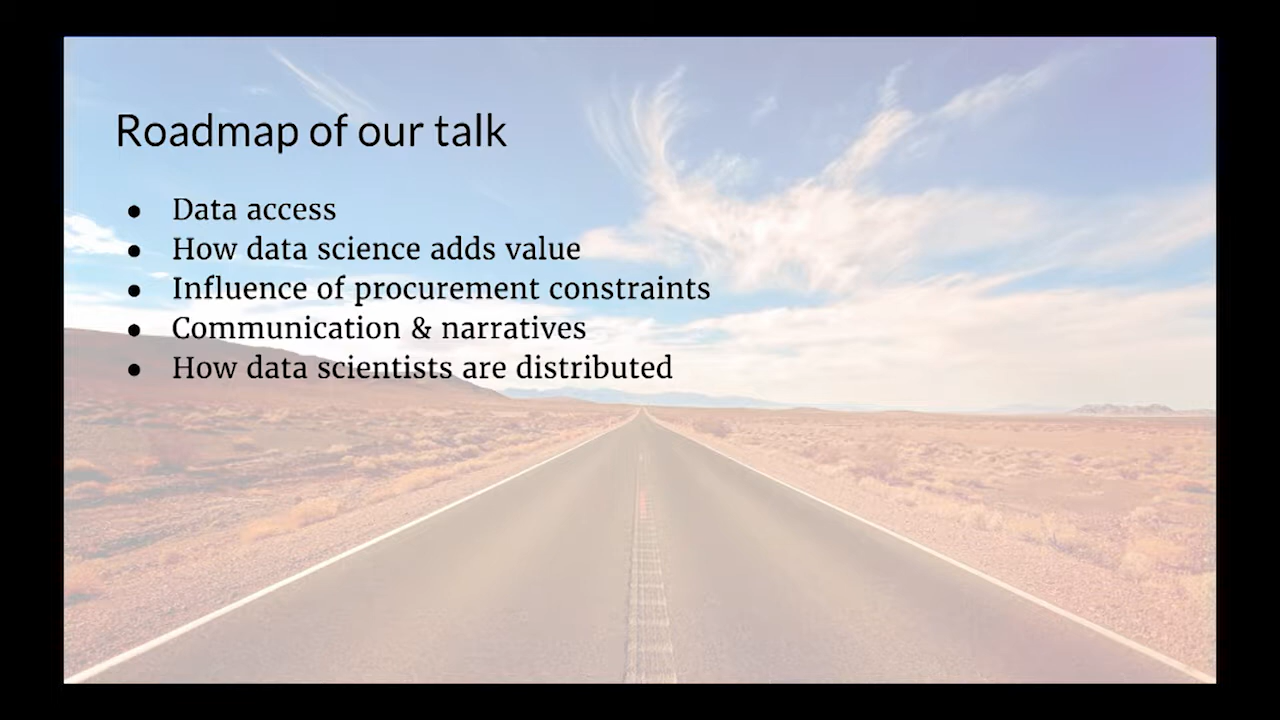 Roadmap of our talk
● Data access
● How data science adds value
● Influence of procurement constraints
● Communication & narratives
● How data scientists are distributed